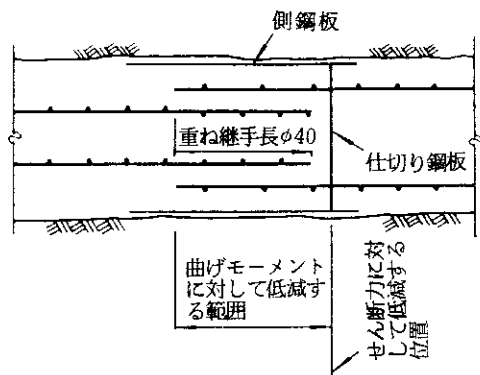 側鋼板
重ね継手長φ40
仕切り鋼板
曲げモーメント
に対して低減す
る範囲
せん断力に対
して低減する
位置